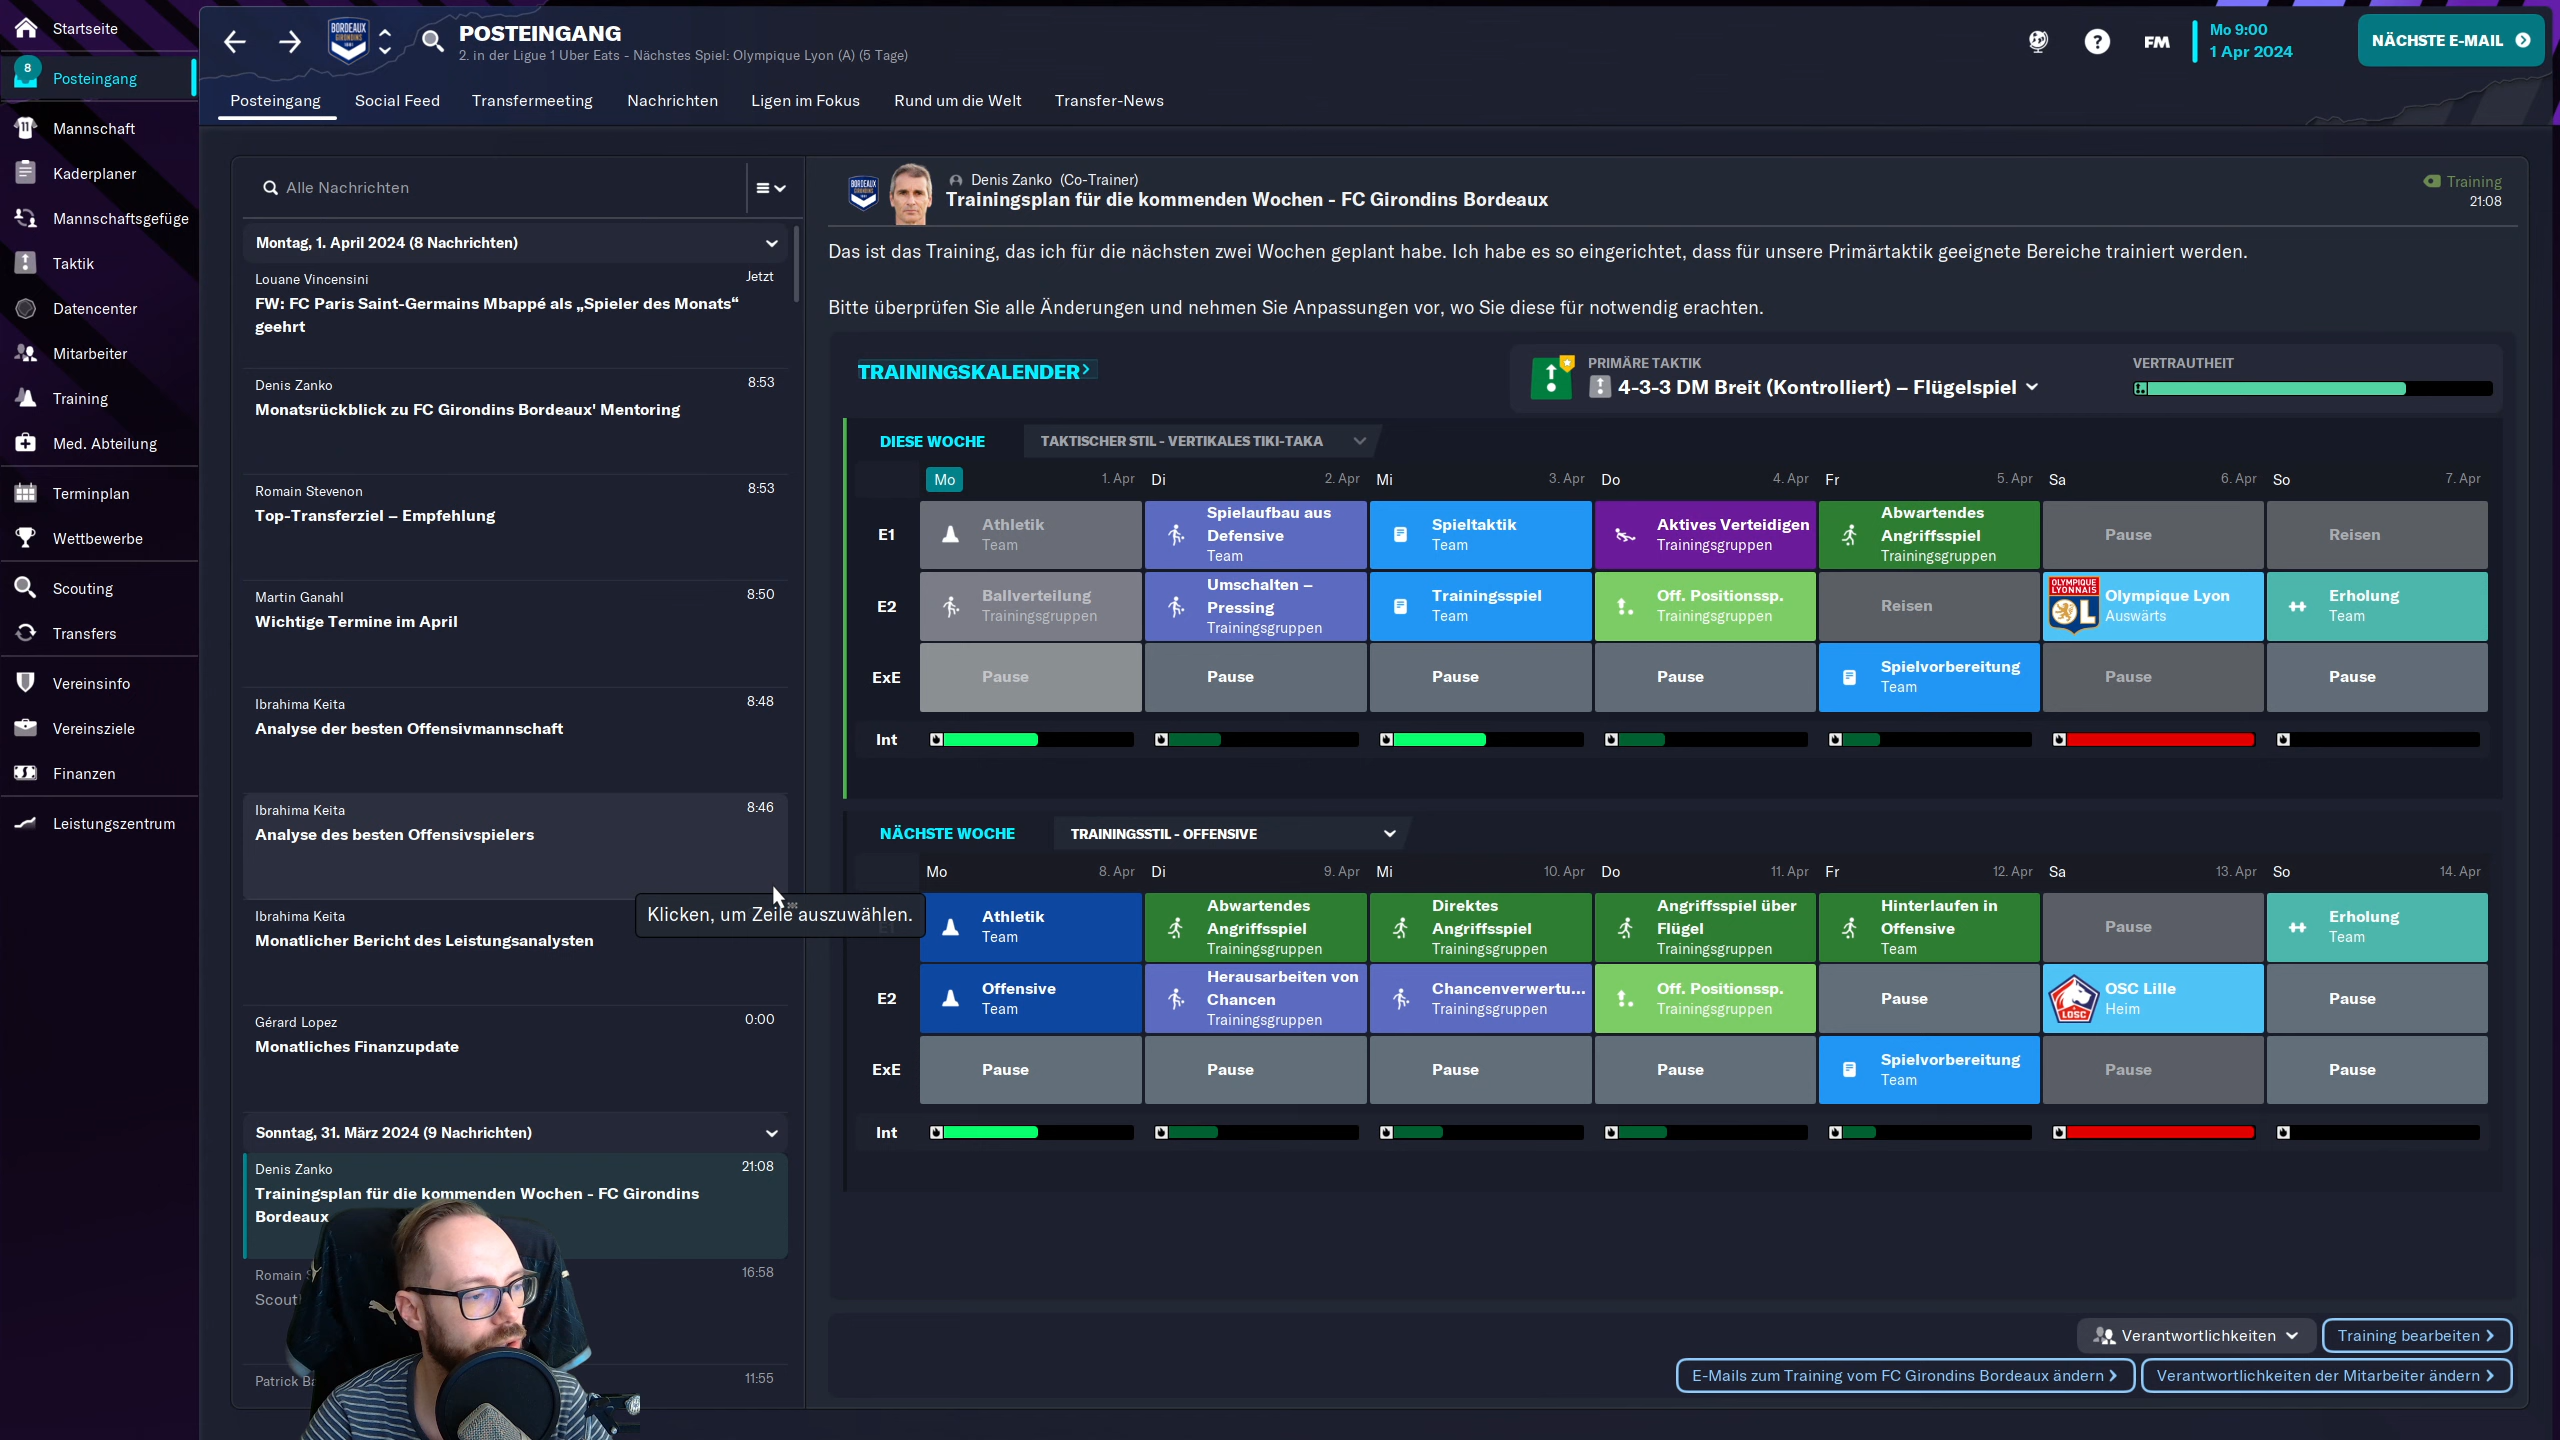 Startseite
8
Posteingang
Mannschaft
Kaderplaner
Mannschaftsgefüge
Taktik
Datencenter
Mitarbeiter
Training
Med. Abteilung
Terminplan
Wettbewerbe
Scouting
Transfers
Vereinsinfo
Vereinsziele
Finanzen
Leistungszentrum
BORDEAUX
GIRONDINS
POSTEINGANG
2. in der Ligue 1 Uber Eats - Nächstes Spiel: Olympique Lyon (A) (5 Tage)
FM
Mo 9:00
1 Apr 2024
NÄCHSTE E-MAIL
Posteingang Social Feed Transfermeeting Nachrichten Ligen im Fokus Rund um die Welt Transfer-News
Alle Nachrichten
Montag, 1. April 2024 (8 Nachrichten)
Louane Vincensini Jetzt
FW: FC Paris Saint-Germains Mbappé als „Spieler des Monats“
geehrt
Denis Zanko 8:53
Monatsrückblick zu FC Girondins Bordeaux' Mentoring
Romain Stevenon 8:53
Top-Transferziel – Empfehlung
Martin Ganahl 8:50
Wichtige Termine im April
Ibrahima Keita 8:48
Analyse der besten Offensivmannschaft
Ibrahima Keita 8:46
Analyse des besten Offensivspielers
Klicken, um Zeile auszuwählen.
Ibrahima Keita
Monatlicher Bericht des Leistungsanalysten
Gérard Lopez 0:00
Monatliches Finanzupdate
Sonntag, 31. März 2024 (9 Nachrichten)
Denis Zanko 21:08
Trainingsplan für die kommenden Wochen - FC Girondins
Bordeaux
Romain 16:58
Scout
Patrick 11:55
Denis Zanko (Co-Trainer)
Trainingsplan für die kommenden Wochen - FC Girondins Bordeaux
Training
21:08
Das ist das Training, das ich für die nächsten zwei Wochen geplant habe. Ich habe es so eingerichtet, dass für unsere Primärtaktik geeignete Bereiche trainiert werden.
Bitte überprüfen Sie alle Änderungen und nehmen Sie Anpassungen vor, wo Sie diese für notwendig erachten.
TRAININGSKALENDER
PRIMÄRE TAKTIK
4-3-3 DM Breit (Kontrolliert) – Flügelspiel
VERTRAUTHEIT
DIESE WOCHE TAKTISCHER STIL - VERTIKALES TIKI-TAKA
Mo 1. Apr Di 2. Apr Mi 3. Apr Do 4. Apr Fr 5. Apr Sa 6. Apr So 7. Apr
E1
Athletik
Team
Spielaufbau aus
Defensive
Team
Spieltaktik
Team
Aktives Verteidigen
Trainingsgruppen
Abwartendes
Angriffsspiel
Trainingsgruppen
Pause
Reisen
E2
Ballverteilung
Trainingsgruppen
Umschalten –
Pressing
Trainingsgruppen
Trainingsspiel
Team
Off. Positionssp.
Trainingsgruppen
Reisen
OLYMPIQUE
LYONNAIS
OL
Olympique Lyon
Auswärts
Erholung
Team
ExE
Pause
Pause
Pause
Pause
Spielvorbereitung
Team
Pause
Pause
Int
NÄCHSTE WOCHE TRAININGSSTIL - OFFENSIVE
Mo 8. Apr Di 9. Apr Mi 10. Apr Do 11. Apr Fr 12. Apr Sa 13. Apr So 14. Apr
Athletik
Team
Abwartendes
Angriffsspiel
Trainingsgruppen
Direktes
Angriffsspiel
Trainingsgruppen
Angriffsspiel über
Flügel
Trainingsgruppen
Hinterlaufen in
Offensive
Team
Pause
Erholung
Team
E2
Offensive
Team
Herausarbeiten von
Chancen
Trainingsgruppen
Chancenverwertu...
Trainingsgruppen
Off. Positionssp.
Trainingsgruppen
Pause
LOSC
OSC Lille
Heim
Pause
ExE
Pause
Pause
Pause
Pause
Spielvorbereitung
Team
Pause
Pause
Int
Verantwortlichkeiten
Training bearbeiten
E-Mails zum Training vom FC Girondins Bordeaux ändern
Verantwortlichkeiten der Mitarbeiter ändern